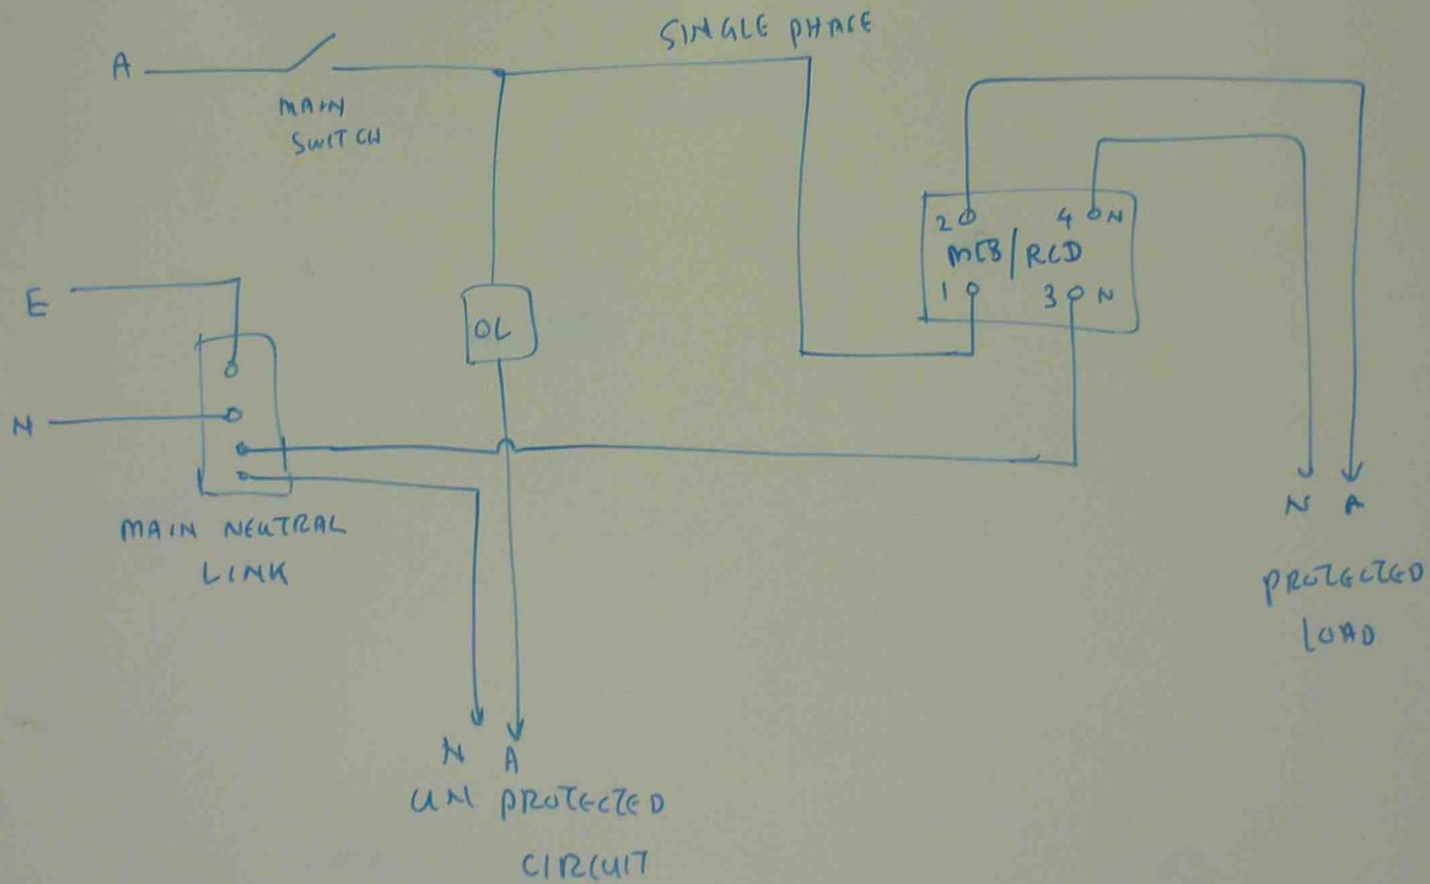 SINGLE PHASE
A
MAIN
SWITCH
2 4 N
MCB/RCD
1 3 N
E
OL
N
MAIN NEUTRAL
LINK
N A
PROTECTED
LOAD
N A
UN PROTECTED
CIRCUIT